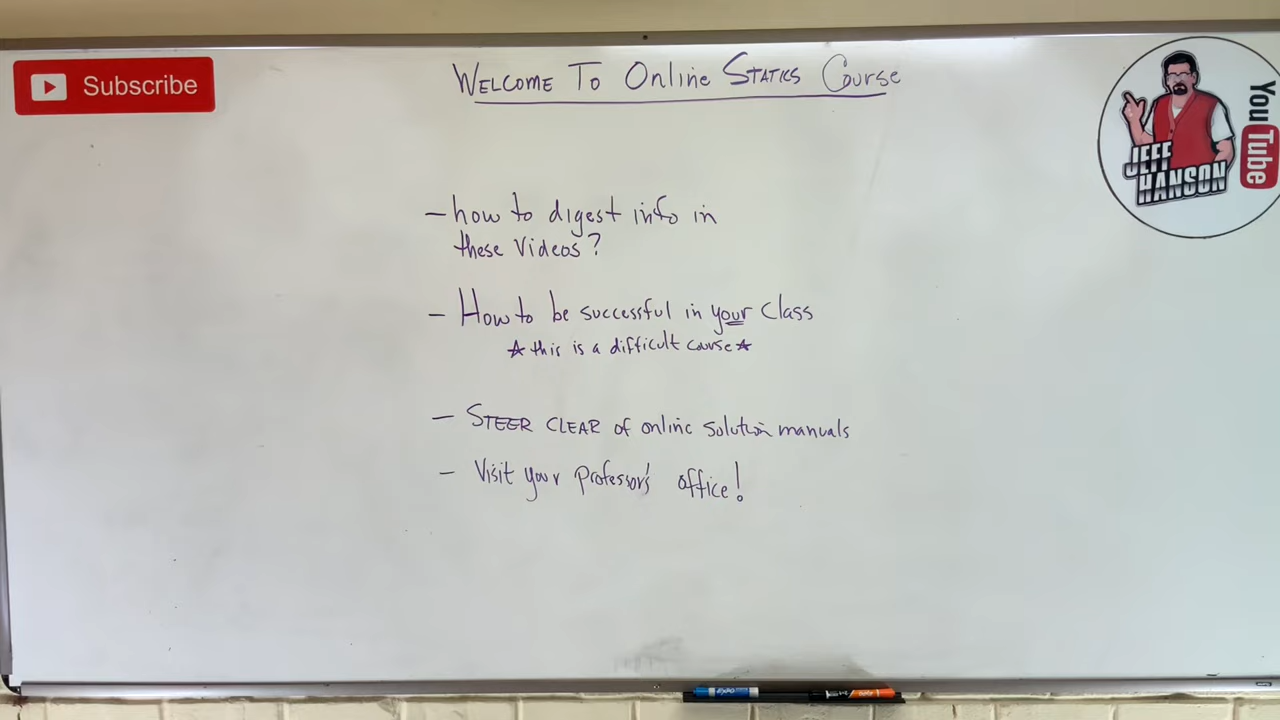 Subscribe
WELCOME TO Online STATICS Course
JEFF
HANSON
YouTube
- how to digest info in
these Videos?
- How to be successful in your Class
☆ this is a difficult course ☆
- STEER CLEAR of online solution manuals
- Visit your professor's office!
EXPO